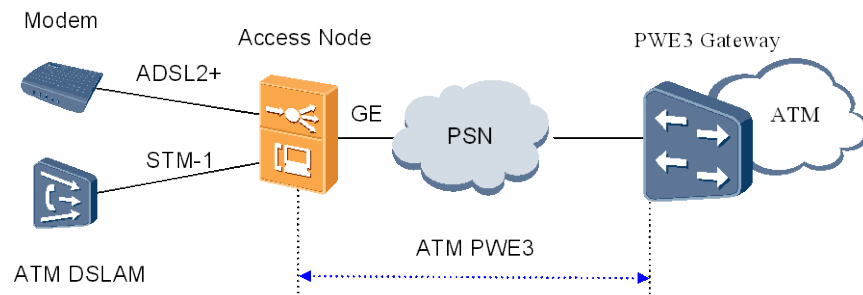 Modem
Access Node
PWE3 Gateway
ADSL2+
GE
PSN
ATM
STM-1
ATM DSLAM
ATM PWE3